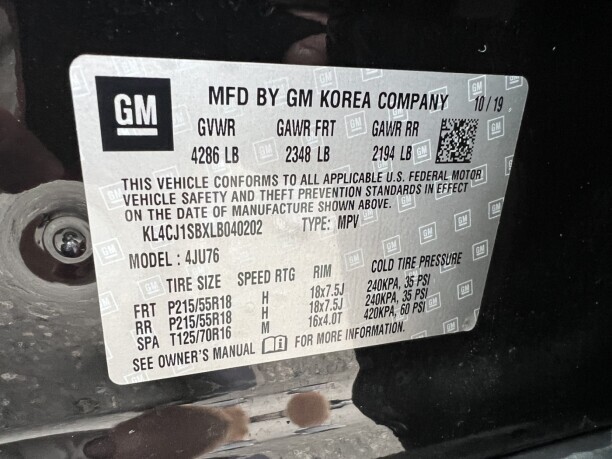 GM MFD BY GM KOREA COMPANY 10/19
GVWR GAWR FRT GAWR RR
4286 LB 2348 LB 2194 LB
THIS VEHICLE CONFORMS TO ALL APPLICABLE U.S. FEDERAL MOTOR
VEHICLE SAFETY AND THEFT PREVENTION STANDARDS IN EFFECT
ON THE DATE OF MANUFACTURE SHOWN ABOVE.
KL4CJ1SBXLB040202 TYPE: MPV
MODEL : 4JU76
TIRE SIZE SPEED RTG RIM COLD TIRE PRESSURE
FRT P215/55R18 H 18x7.5J 240KPA, 35 PSI
RR P215/55R18 H 18x7.5J 240KPA, 35 PSI
SPA T125/70R16 M 16x4.0T 420KPA, 60 PSI
SEE OWNER'S MANUAL FOR MORE INFORMATION.